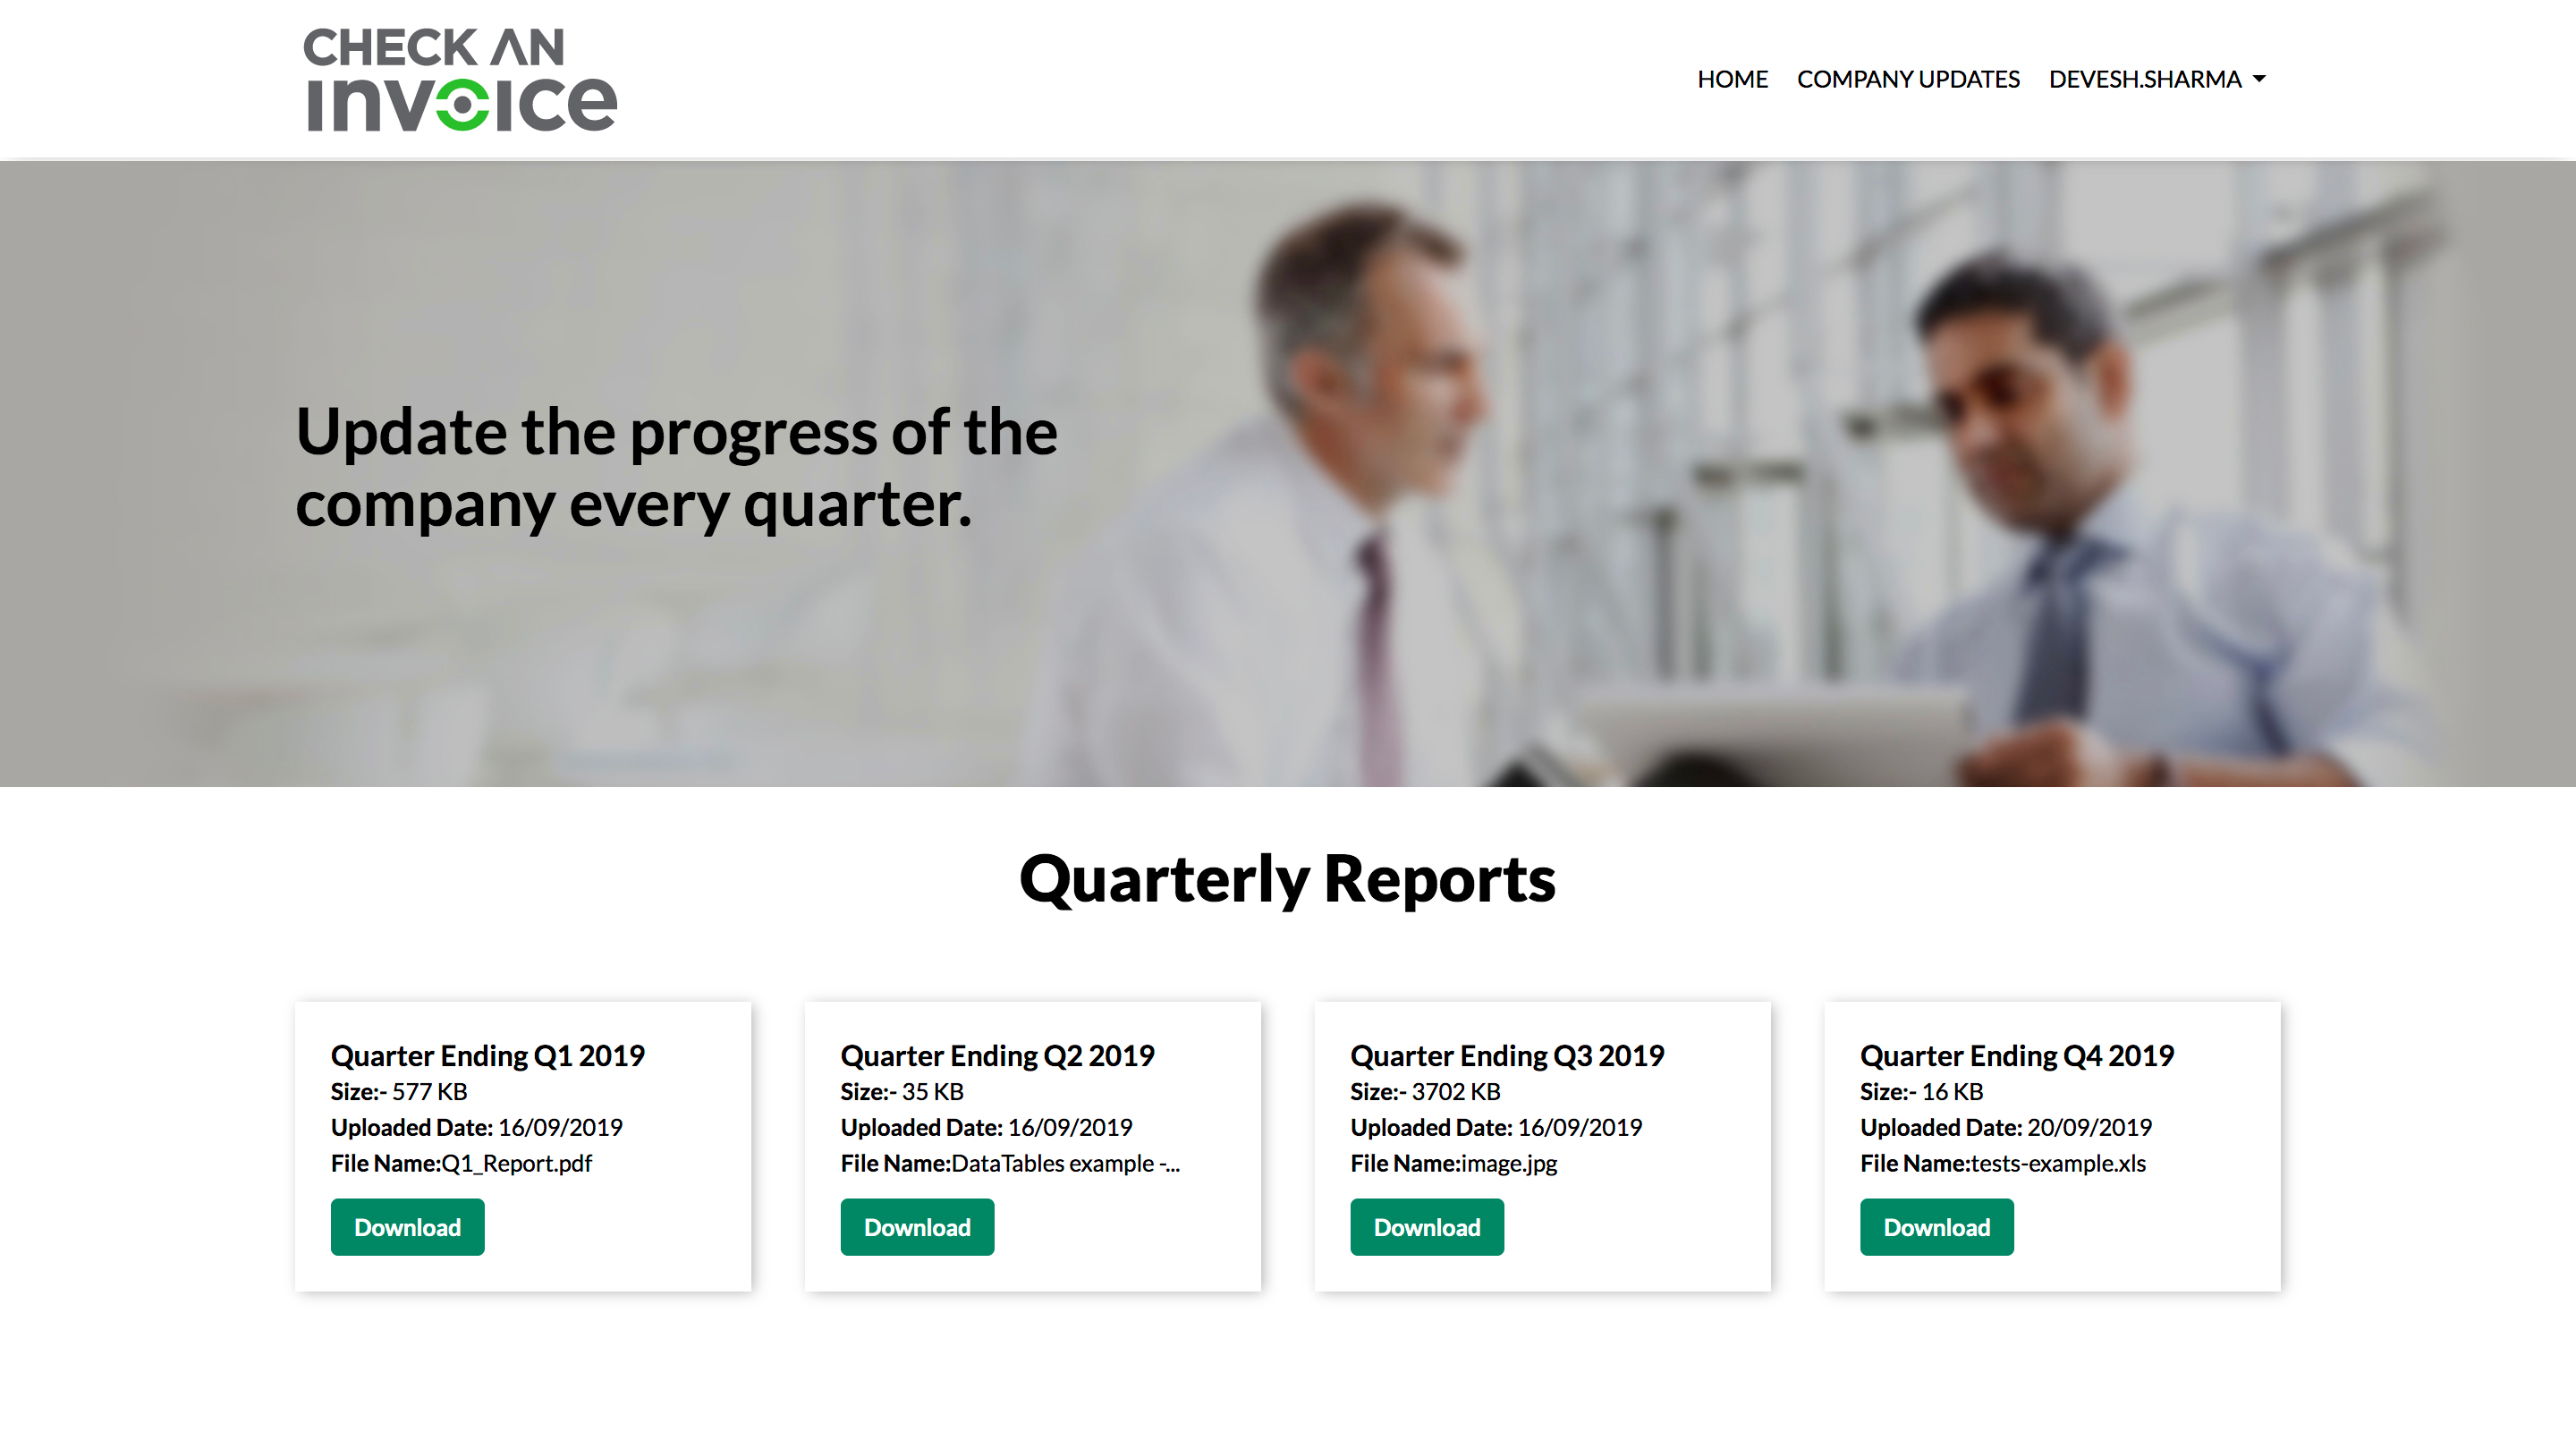 CHECK AN
invoice
HOME COMPANY UPDATES DEVESH.SHARMA
Update the progress of the
company every quarter.
Quarterly Reports
Quarter Ending Q1 2019
Size:- 577 KB
Uploaded Date: 16/09/2019
File Name:Q1_Report.pdf
Download
Quarter Ending Q2 2019
Size:- 35 KB
Uploaded Date: 16/09/2019
File Name:DataTables example -...
Download
Quarter Ending Q3 2019
Size:- 3702 KB
Uploaded Date: 16/09/2019
File Name:image.jpg
Download
Quarter Ending Q4 2019
Size:- 16 KB
Uploaded Date: 20/09/2019
File Name:tests-example.xls
Download